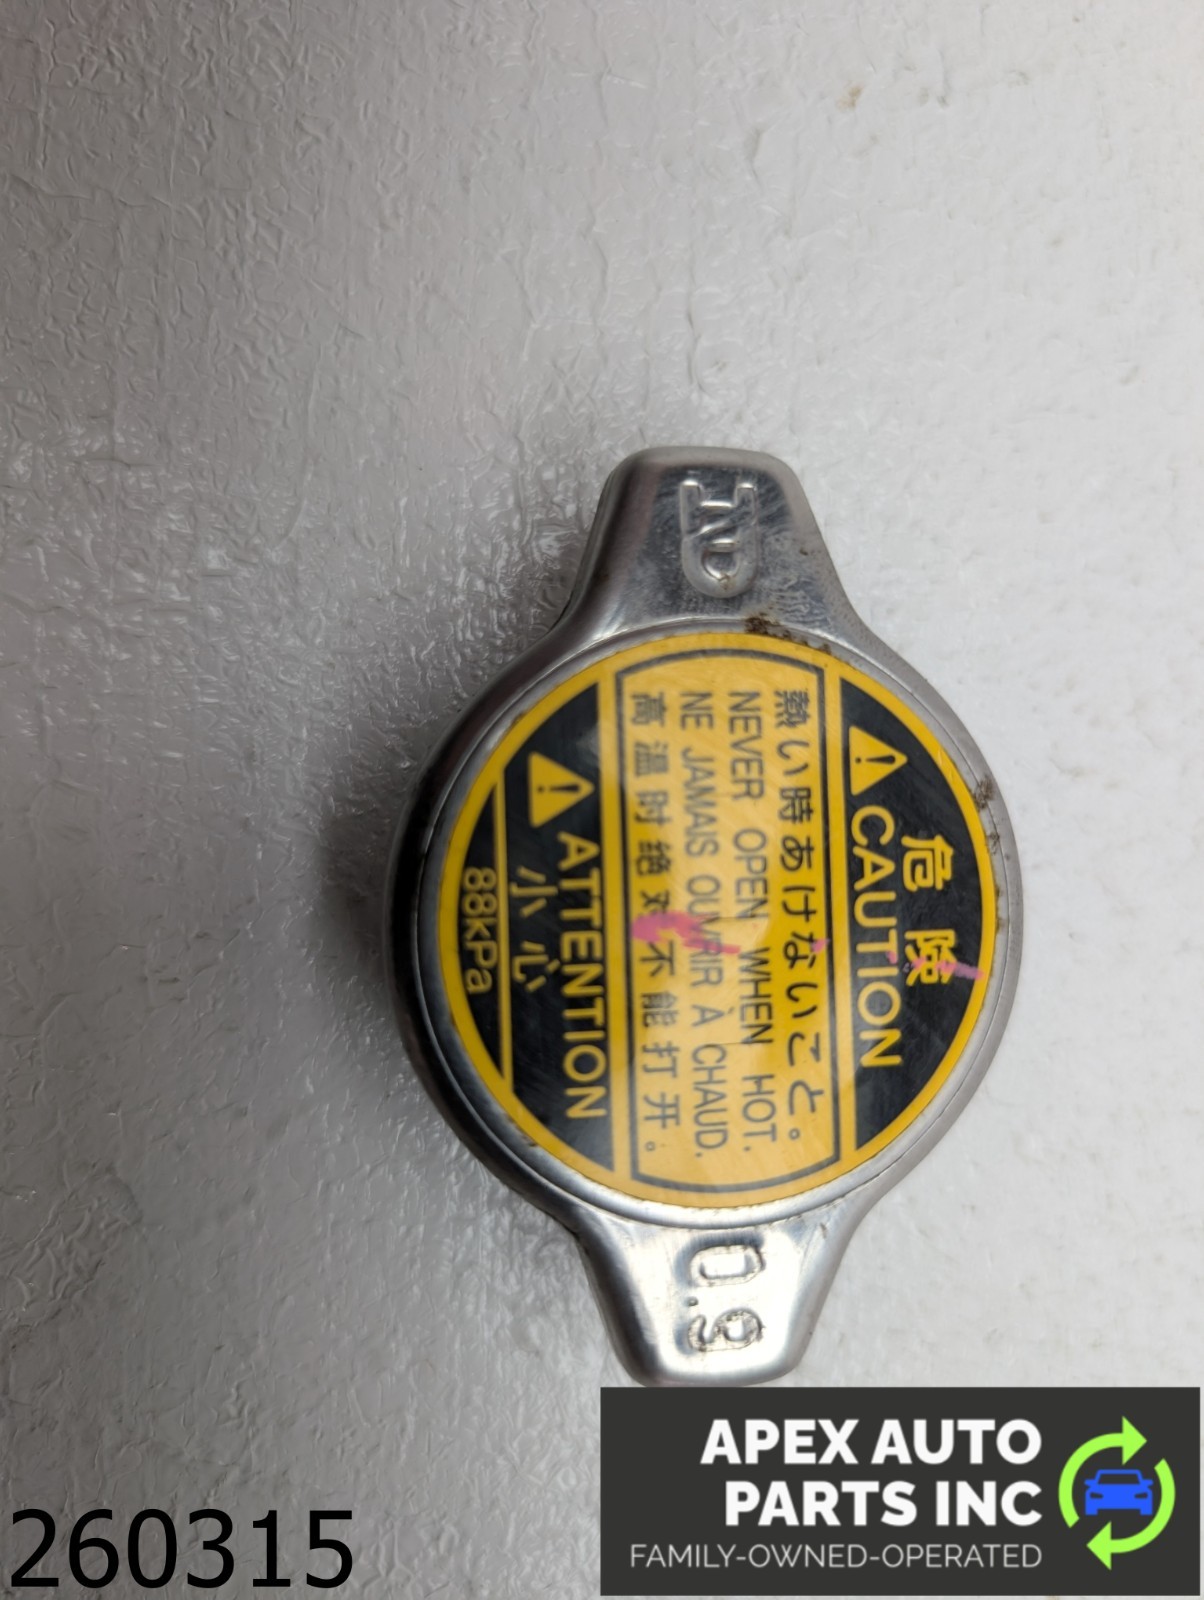 ND
危険
CAUTION
熱い時あけないこと。
NEVER OPEN WHEN HOT.
NE JAMAIS OUVRIR À CHAUD.
高温时绝对不能打开。
ATTENTION
小心
88kPa
0.9
260315
APEX AUTO
PARTS INC
FAMILY-OWNED-OPERATED